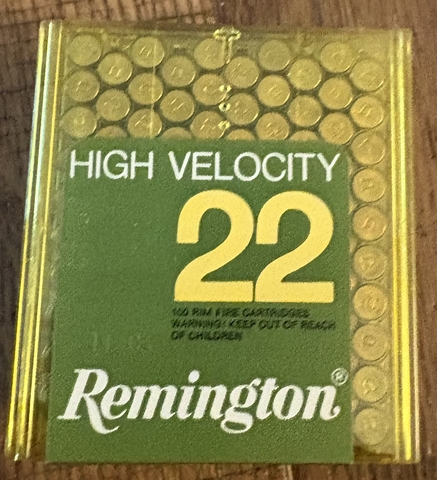 HIGH VELOCITY
22
100 RIM FIRE CARTRIDGES
WARNING: KEEP OUT OF REACH
OF CHILDREN
Remington®